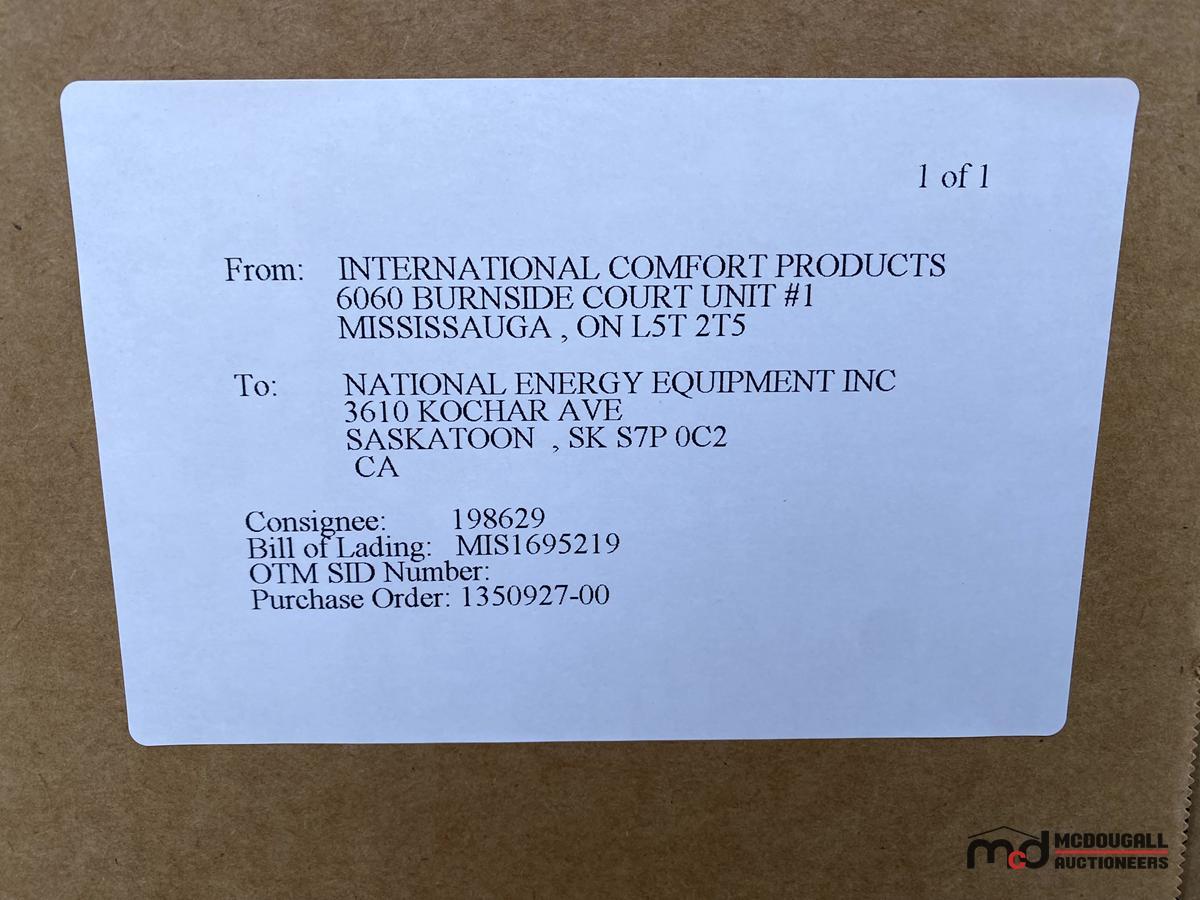 1 of 1
From: INTERNATIONAL COMFORT PRODUCTS
6060 BURNSIDE COURT UNIT #1
MISSISSAUGA , ON L5T 2T5
To: NATIONAL ENERGY EQUIPMENT INC
3610 KOCHAR AVE
SASKATOON , SK S7P 0C2
CA
Consignee: 198629
Bill of Lading: MIS1695219
OTM SID Number:
Purchase Order: 1350927-00
mcd MCDOUGALL
AUCTIONEERS